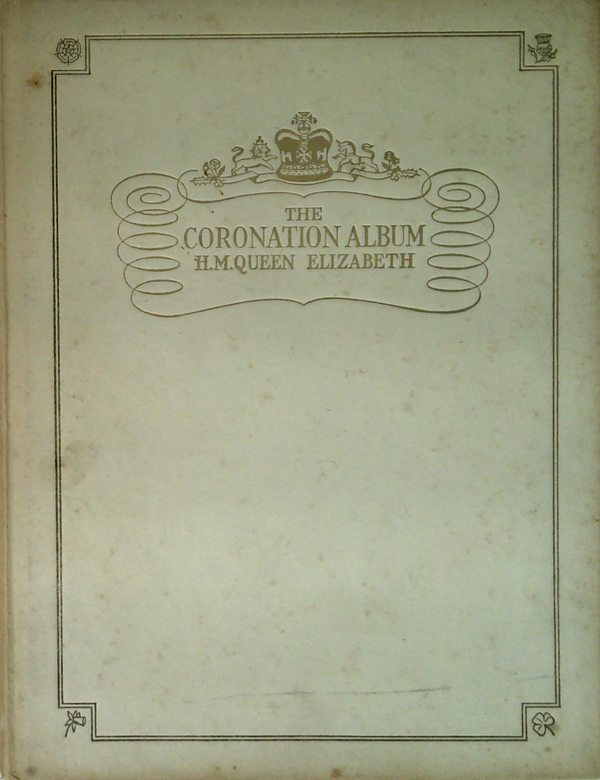 THE
CORONATION ALBUM
H.M.QUEEN ELIZABETH